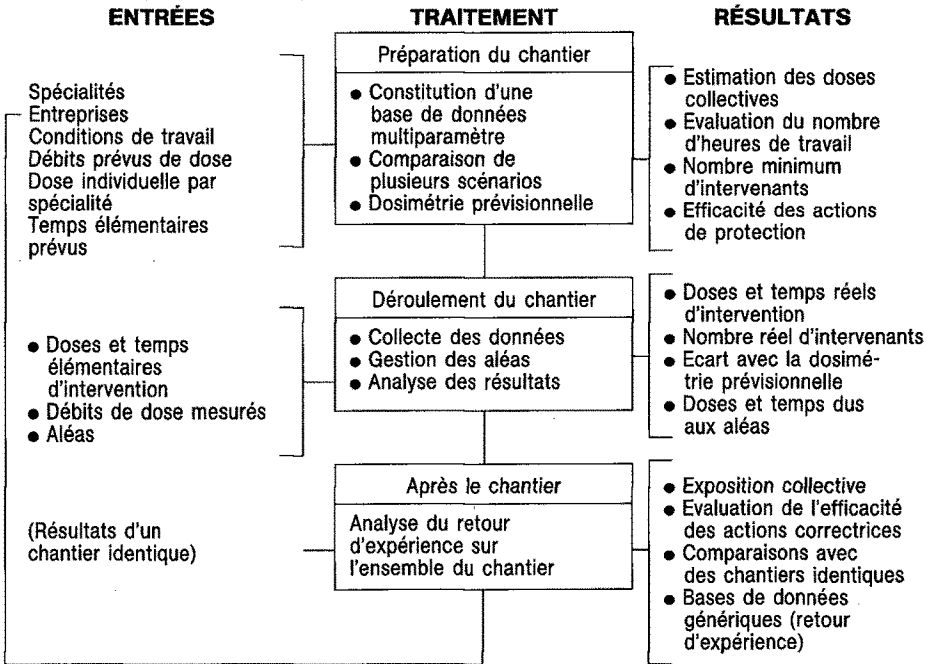 ENTRÉES
TRAITEMENT
RÉSULTATS
Spécialités
Entreprises
Conditions de travail
Débits prévus de dose
Dose individuelle par
spécialité
Temps élémentaires
prévus
Préparation du chantier
● Constitution d'une
base de données
multiparamètre
● Comparaison de
plusieurs scénarios
● Dosimétrie prévisionnelle
● Estimation des doses
collectives
● Evaluation du nombre
d'heures de travail
● Nombre minimum
d'intervenants
● Efficacité des actions
de protection
● Doses et temps
élémentaires
d'intervention
● Débits de dose mesurés
● Aléas
Déroulement du chantier
● Collecte des données
● Gestion des aléas
● Analyse des résultats
● Doses et temps réels
d'intervention
● Nombre réel d'intervenants
● Ecart avec la dosimé-
trie prévisionnelle
● Doses et temps dus
aux aléas
(Résultats d'un
chantier identique)
Après le chantier
Analyse du retour
d'expérience sur
l'ensemble du chantier
● Exposition collective
● Evaluation de l'efficacité
des actions correctrices
● Comparaisons avec
des chantiers identiques
● Bases de données
génériques (retour
d'expérience)